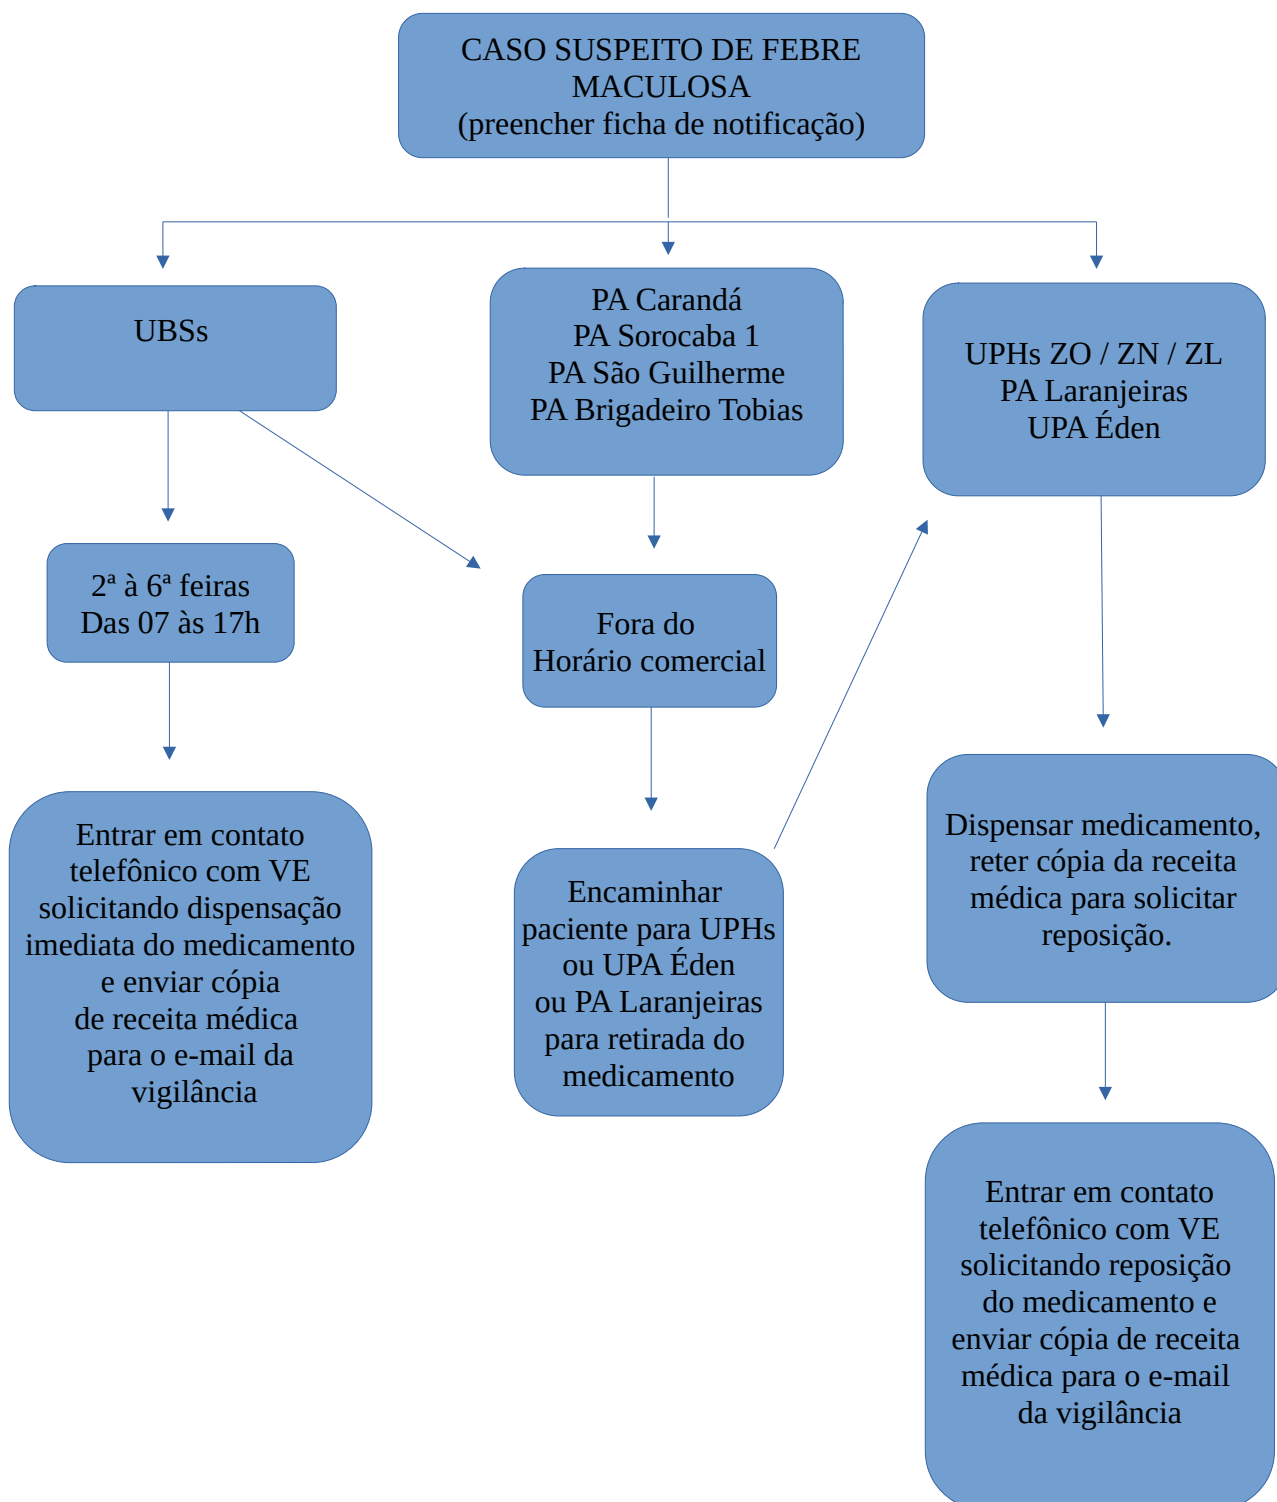 CASO SUSPEITO DE FEBRE
MACULOSA
(preencher ficha de notificação)
UBSs
PA Carandá
PA Sorocaba 1
PA São Guilherme
PA Brigadeiro Tobias
UPHs ZO / ZN / ZL
PA Laranjeiras
UPA Éden
2ª à 6ª feiras
Das 07 às 17h
Fora do
Horário comercial
Entrar em contato
telefônico com VE
solicitando dispensação
imediata do medicamento
e enviar cópia
de receita médica
para o e-mail da
vigilância
Encaminhar
paciente para UPHs
ou UPA Éden
ou PA Laranjeiras
para retirada do
medicamento
Dispensar medicamento,
reter cópia da receita
médica para solicitar
reposição.
Entrar em contato
telefônico com VE
solicitando reposição
do medicamento e
enviar cópia de receita
médica para o e-mail
da vigilância